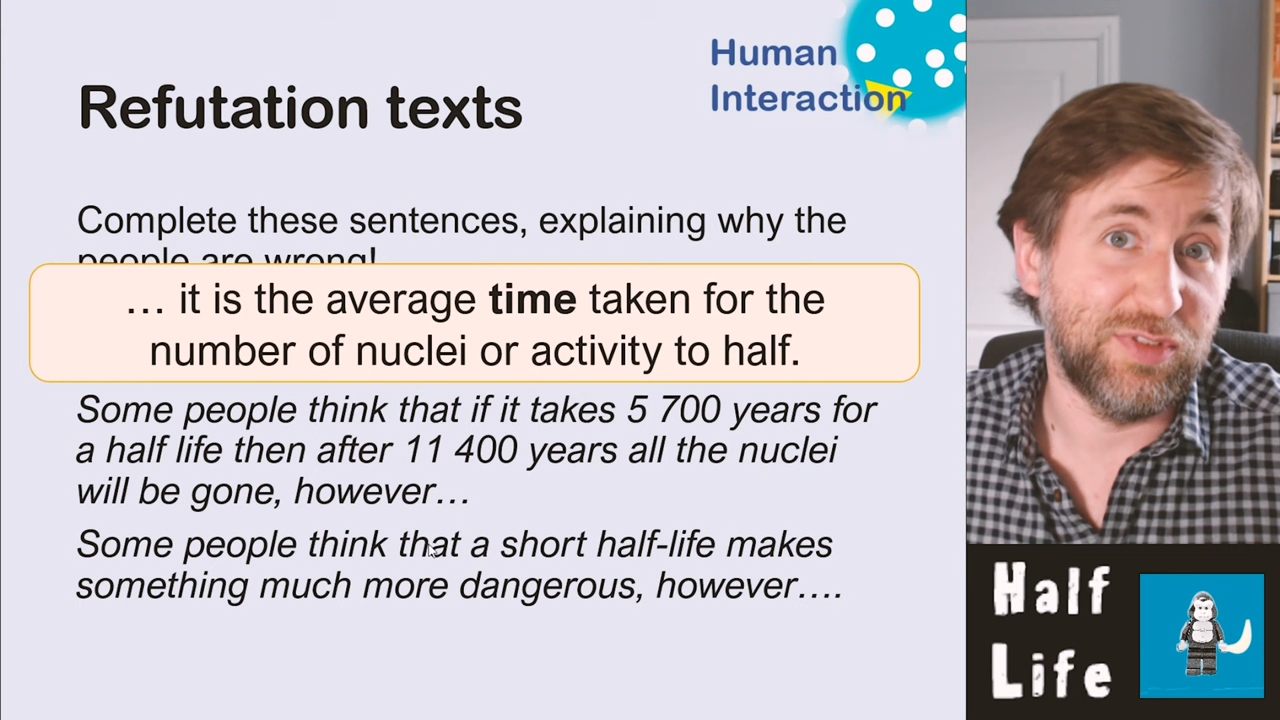 Human
Interaction
Refutation texts
Complete these sentences, explaining why the
people are wrong!
… it is the average time taken for the
number of nuclei or activity to half.
Some people think that if it takes 5 700 years for
a half life then after 11 400 years all the nuclei
will be gone, however…
Some people think that a short half-life makes
something much more dangerous, however….
Half
Life